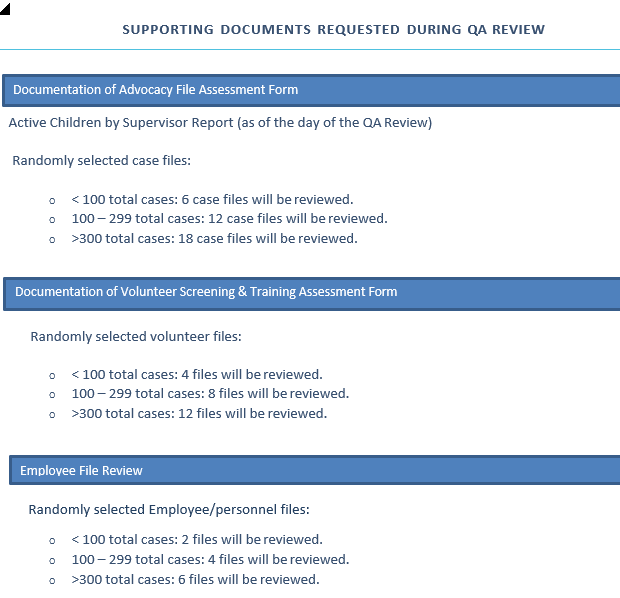 SUPPORTING DOCUMENTS REQUESTED DURING QA REVIEW
Documentation of Advocacy File Assessment Form
Active Children by Supervisor Report (as of the day of the QA Review)
Randomly selected case files:
o < 100 total cases: 6 case files will be reviewed.
o 100 – 299 total cases: 12 case files will be reviewed.
o >300 total cases: 18 case files will be reviewed.
Documentation of Volunteer Screening & Training Assessment Form
Randomly selected volunteer files:
o < 100 total cases: 4 files will be reviewed.
o 100 – 299 total cases: 8 files will be reviewed.
o >300 total cases: 12 files will be reviewed.
Employee File Review
Randomly selected Employee/personnel files:
o < 100 total cases: 2 files will be reviewed.
o 100 – 299 total cases: 4 files will be reviewed.
o >300 total cases: 6 files will be reviewed.